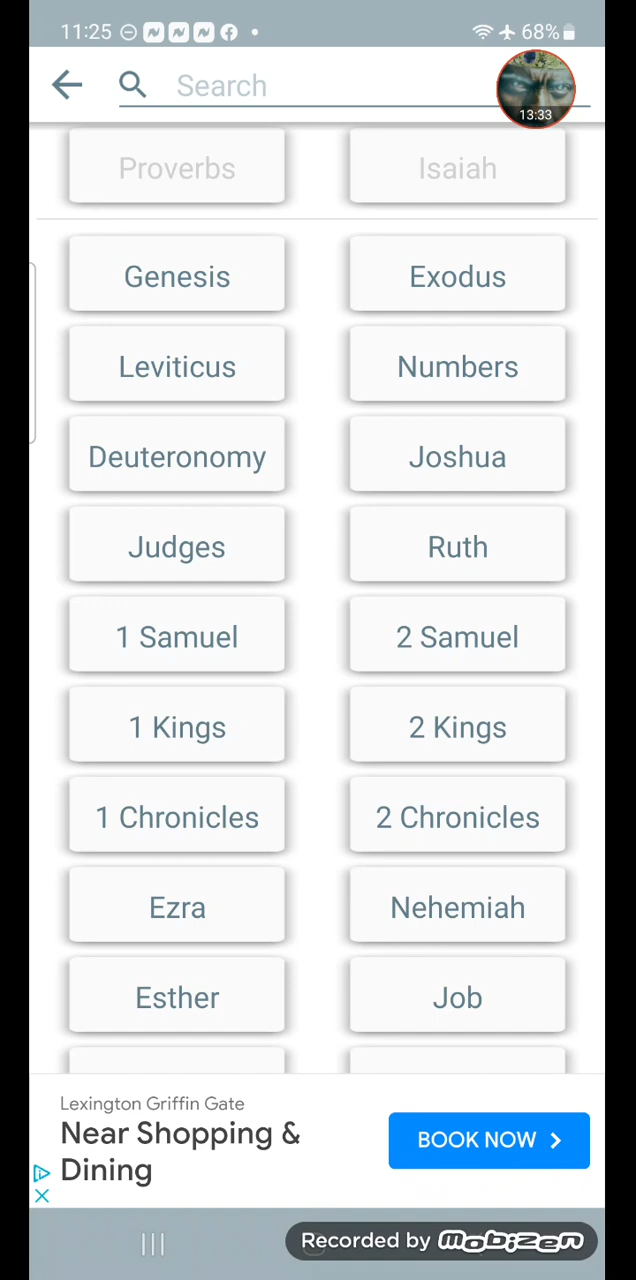 11:25 68%
Search
13:33
Proverbs Isaiah
Genesis Exodus
Leviticus Numbers
Deuteronomy Joshua
Judges Ruth
1 Samuel 2 Samuel
1 Kings 2 Kings
1 Chronicles 2 Chronicles
Ezra Nehemiah
Esther Job
Lexington Griffin Gate
Near Shopping &
Dining
BOOK NOW
Recorded by mobizen